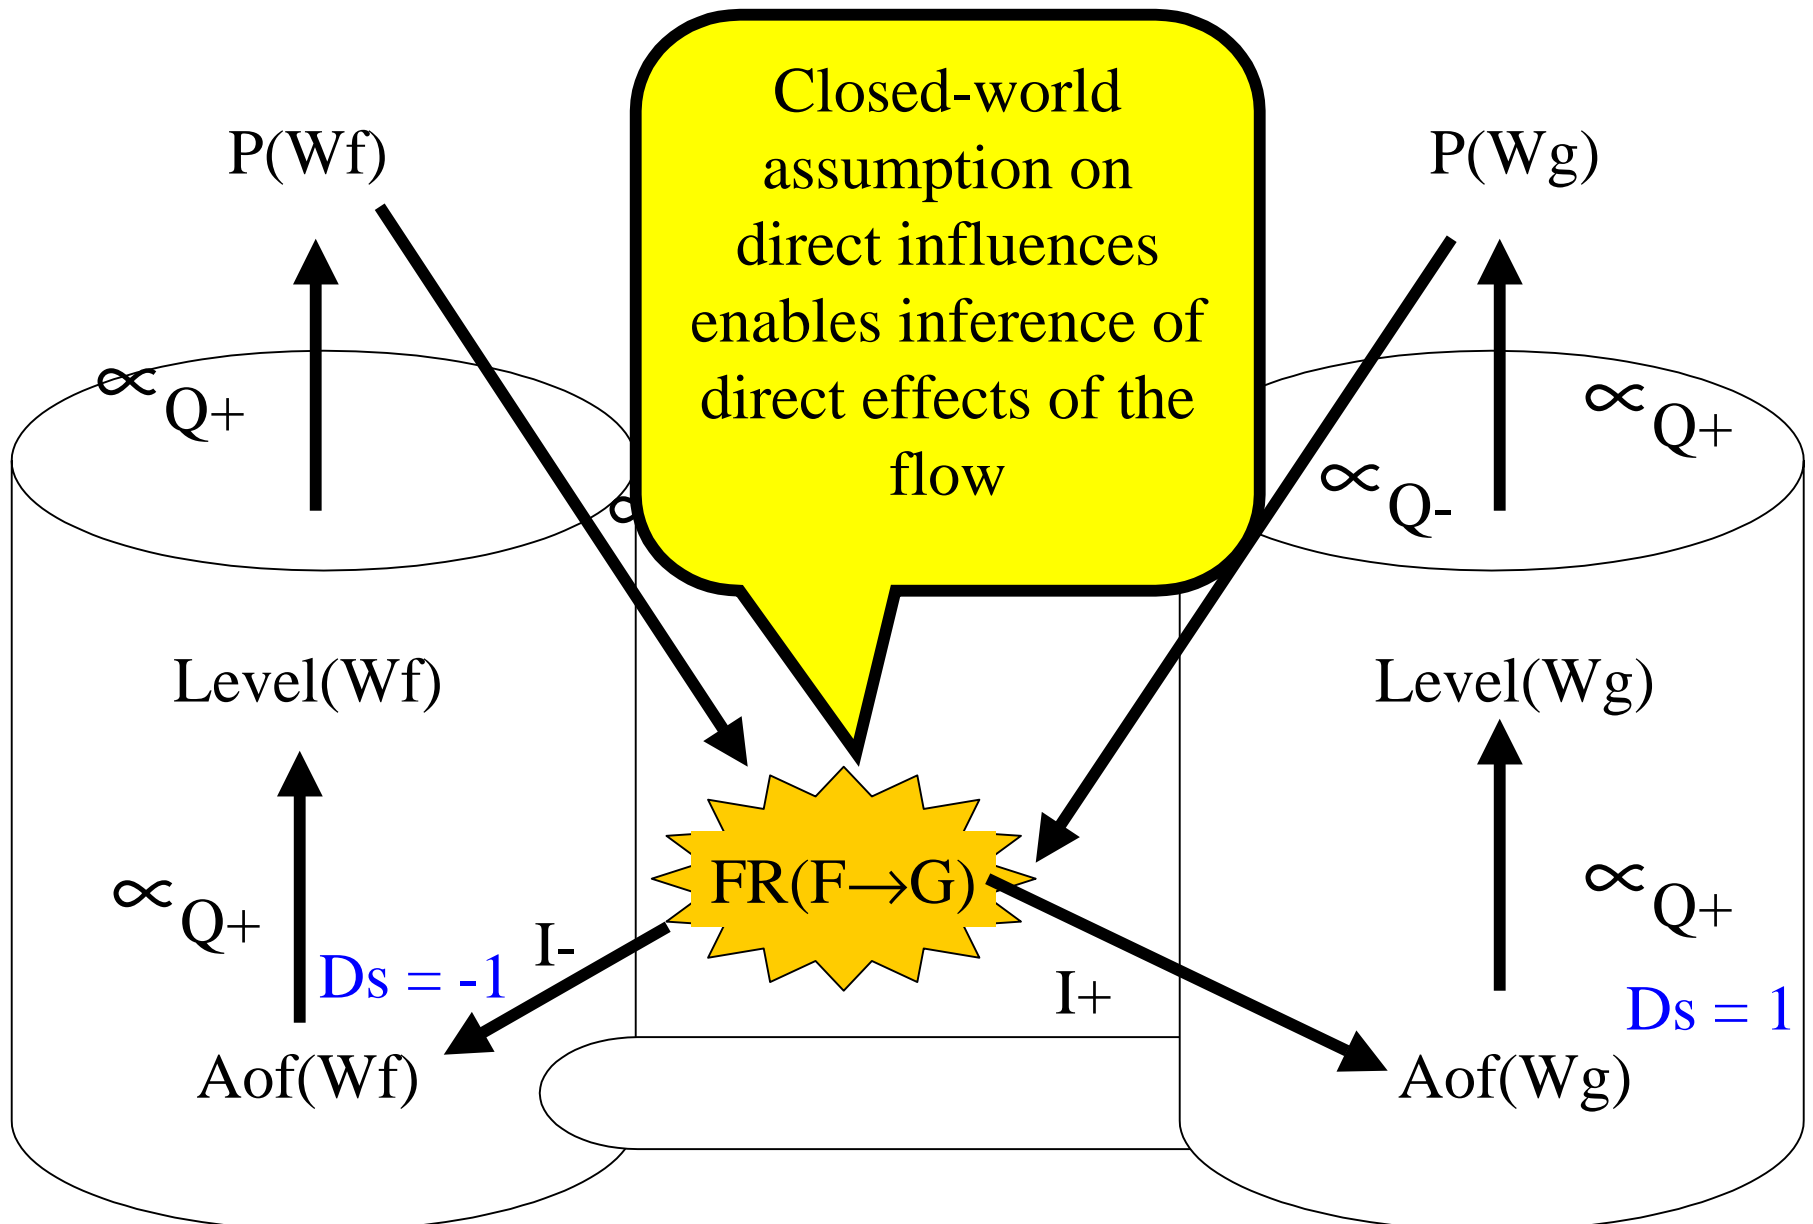 Closed-world
assumption on
direct influences
enables inference of
direct effects of the
flow
P(Wf)
P(Wg)
∝Q+
∝
∝Q-
∝Q+
Level(Wf)
Level(Wg)
FR(F→G)
∝Q+
∝Q+
I-
Ds = -1
I+
Ds = 1
Aof(Wf)
Aof(Wg)